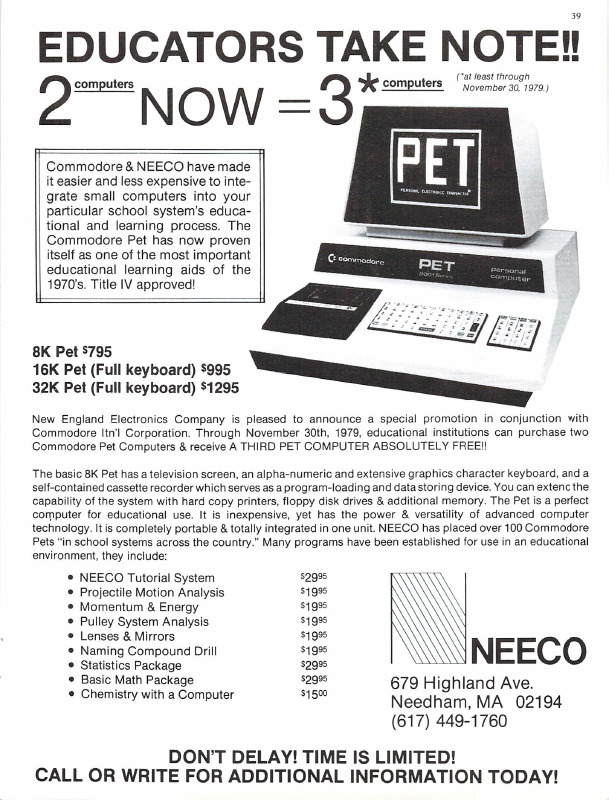 39
EDUCATORS TAKE NOTE!!
2 computers NOW = 3* computers
(*at least through
November 30, 1979.)
Commodore & NEECO have made
it easier and less expensive to inte-
grate small computers into your
particular school system's educa-
tional and learning process. The
Commodore Pet has now proven
itself as one of the most important
educational learning aids of the
1970's. Title IV approved!
PET
PERSONAL ELECTRONIC TRANSACTOR
commodore
PET
2001 Series
personal
computer
8K Pet $795
16K Pet (Full keyboard) $995
32K Pet (Full keyboard) $1295
New England Electronics Company is pleased to announce a special promotion in conjunction with
Commodore Itn'l Corporation. Through November 30th, 1979, educational institutions can purchase two
Commodore Pet Computers & receive A THIRD PET COMPUTER ABSOLUTELY FREE!!
The basic 8K Pet has a television screen, an alpha-numeric and extensive graphics character keyboard, and a
self-contained cassette recorder which serves as a program-loading and data storing device. You can extend the
capability of the system with hard copy printers, floppy disk drives & additional memory. The Pet is a perfect
computer for educational use. It is inexpensive, yet has the power & versatility of advanced computer
technology. It is completely portable & totally integrated in one unit. NEECO has placed over 100 Commodore
Pets "in school systems across the country." Many programs have been established for use in an educational
environment, they include:
• NEECO Tutorial System $29.95
• Projectile Motion Analysis $19.95
• Momentum & Energy $19.95
• Pulley System Analysis $19.95
• Lenses & Mirrors $19.95
• Naming Compound Drill $19.95
• Statistics Package $29.95
• Basic Math Package $29.95
• Chemistry with a Computer $15.00
NEECO
679 Highland Ave.
Needham, MA 02194
(617) 449-1760
DON'T DELAY! TIME IS LIMITED!
CALL OR WRITE FOR ADDITIONAL INFORMATION TODAY!